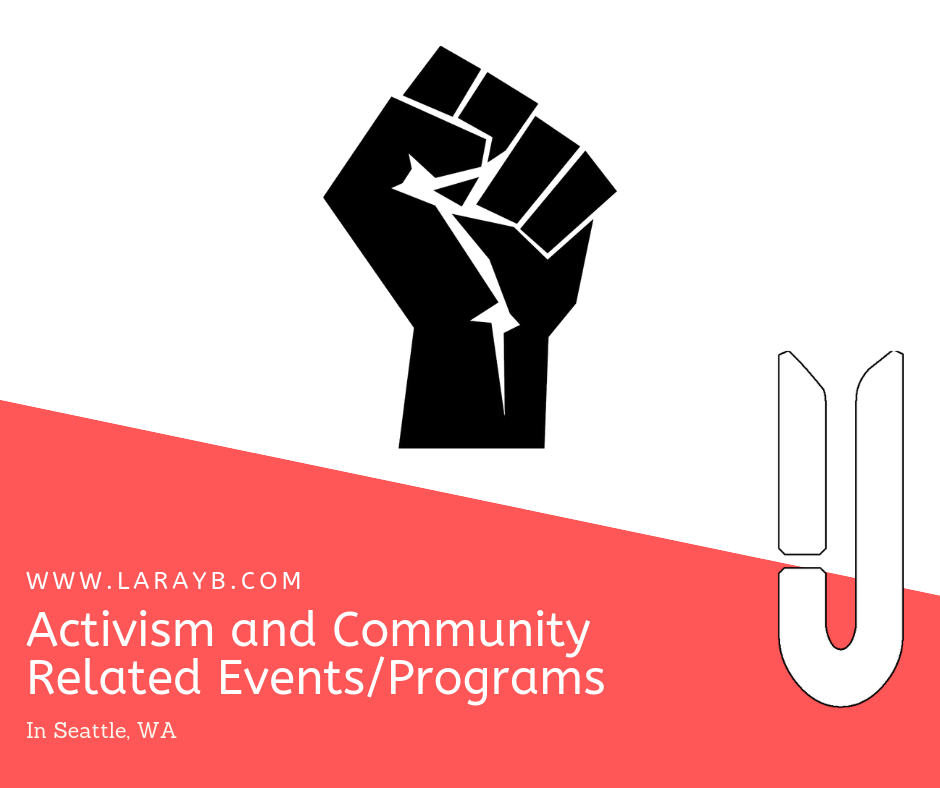 WWW.LARAYB.COM
Activism and Community
Related Events/Programs
In Seattle, WA